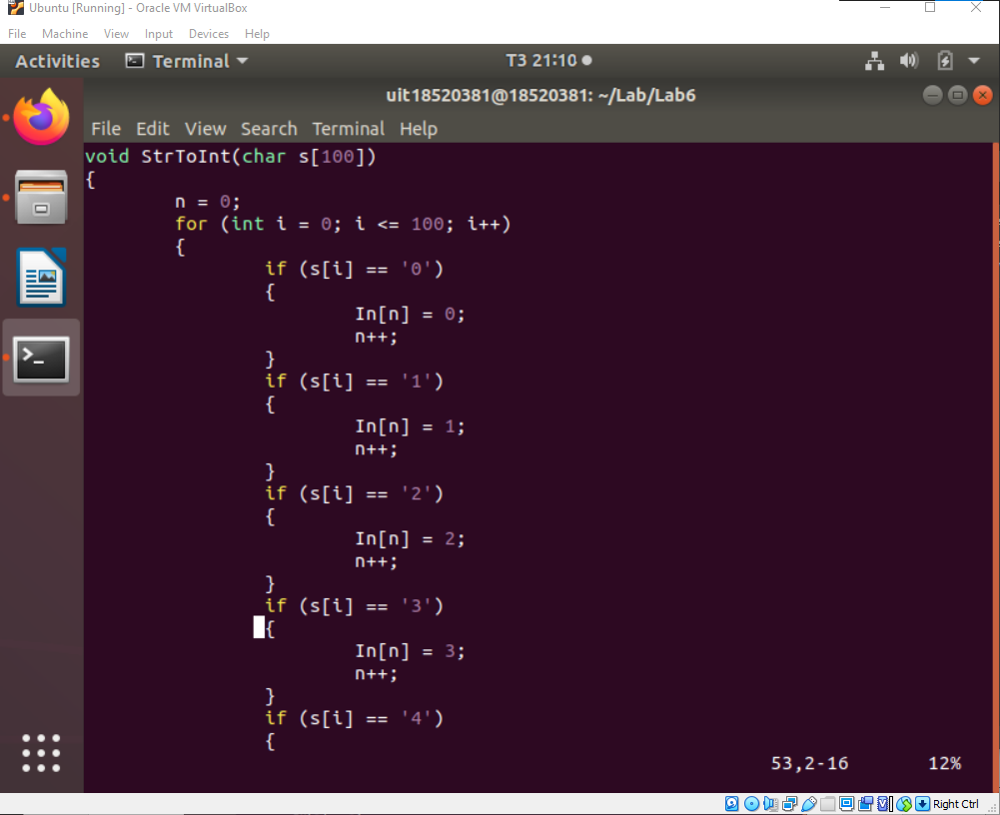 Ubuntu [Running] - Oracle VM VirtualBox
File Machine View Input Devices Help
Activities Terminal T3 21:10
uit18520381@18520381: ~/Lab/Lab6
File Edit View Search Terminal Help
void StrToInt(char s[100])
{
n = 0;
for (int i = 0; i <= 100; i++)
{
if (s[i] == '0')
{
In[n] = 0;
n++;
}
if (s[i] == '1')
{
In[n] = 1;
n++;
}
if (s[i] == '2')
{
In[n] = 2;
n++;
}
if (s[i] == '3')
{
In[n] = 3;
n++;
}
if (s[i] == '4')
{
53,2-16 12%
Right Ctrl